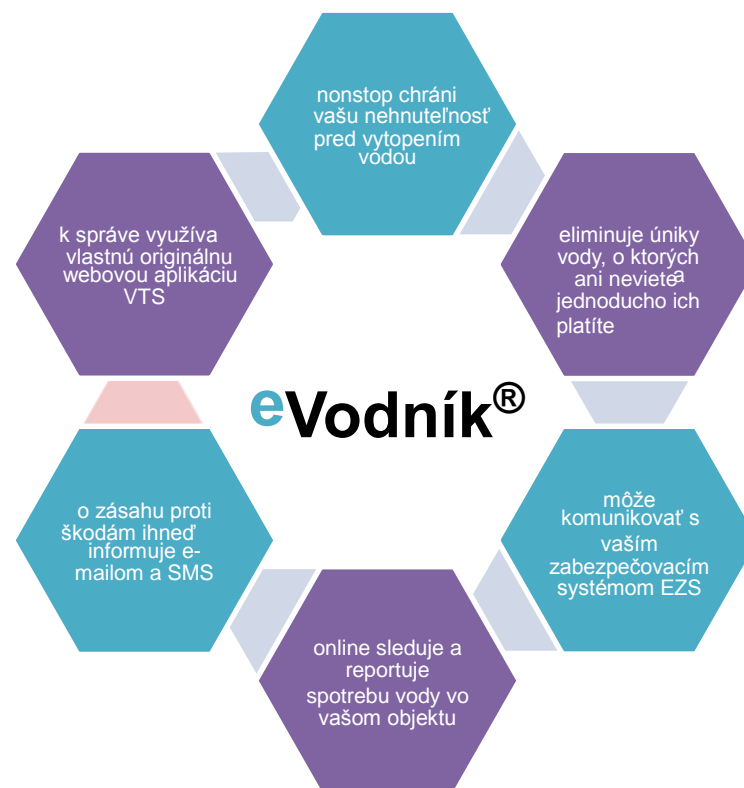 nonstop chráni
vašu nehnuteľnosť
pred vytopením
vodou
eliminuje úniky
vody, o ktorých
ani neviete a
jednoducho ich
platíte
môže
komunikovať s
vaším
zabezpečovacím
systémom EZS
online sleduje a
reportuje
spotrebu vody vo
vašom objektu
o zásahu proti
škodám ihneď
informuje e-
mailom a SMS
k správe využíva
vlastnú originálnu
webovou aplikáciu
VTS
eVodník®